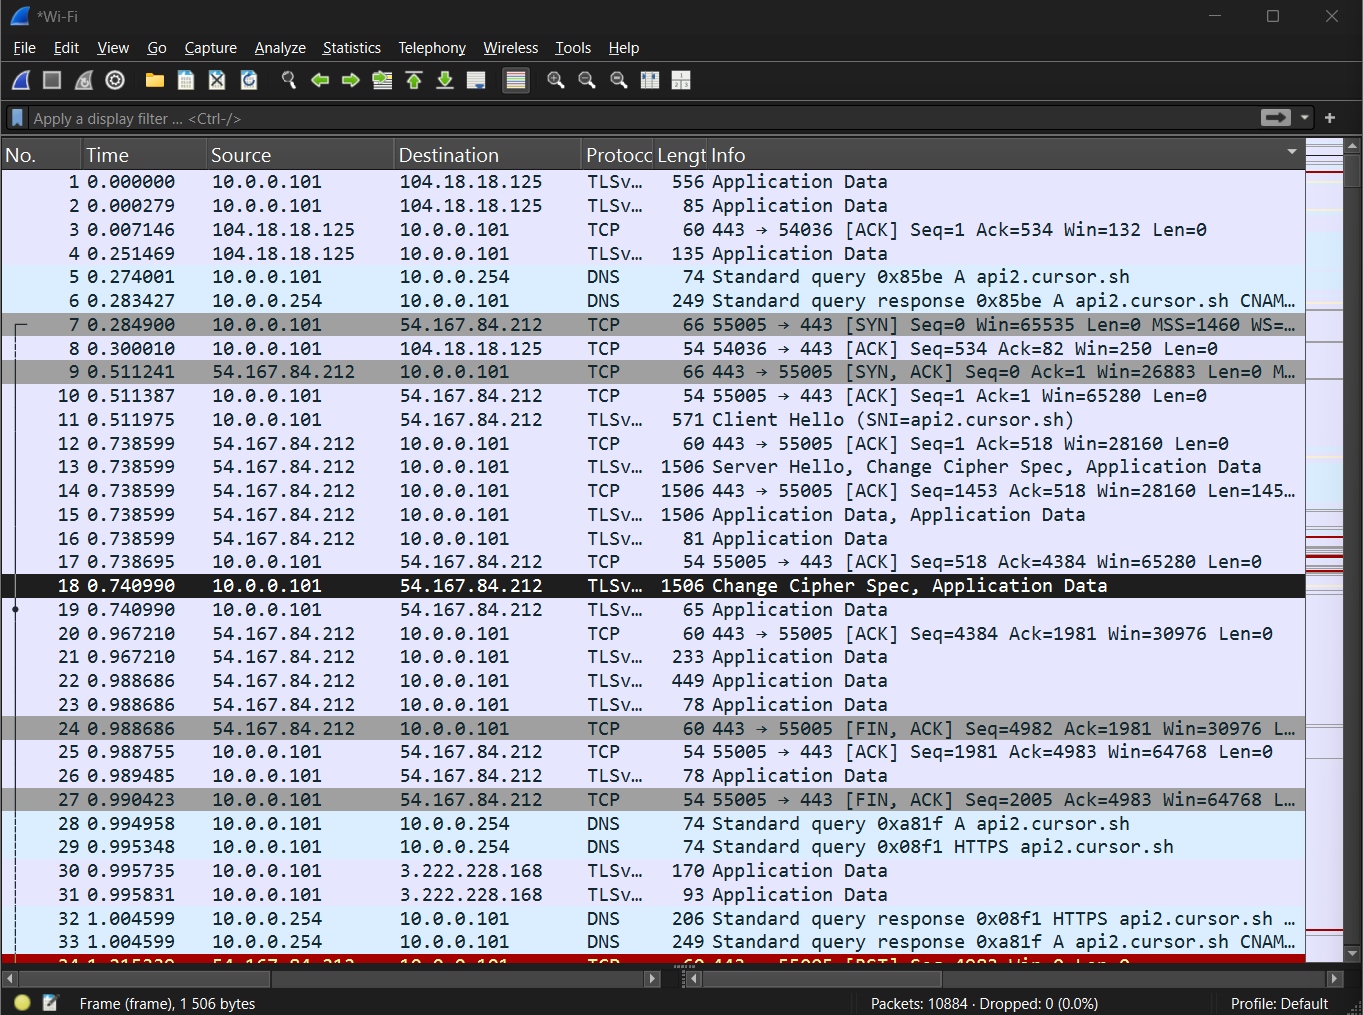 *Wi-Fi
File Edit View Go Capture Analyze Statistics Telephony Wireless Tools Help
Apply a display filter ... <Ctrl-/>
No. Time Source Destination Protocc Lengt Info
1 0.000000 10.0.0.101 104.18.18.125 TLSv… 556 Application Data
2 0.000279 10.0.0.101 104.18.18.125 TLSv… 85 Application Data
3 0.007146 104.18.18.125 10.0.0.101 TCP 60 443 → 54036 [ACK] Seq=1 Ack=534 Win=132 Len=0
4 0.251469 104.18.18.125 10.0.0.101 TLSv… 135 Application Data
5 0.274001 10.0.0.101 10.0.0.254 DNS 74 Standard query 0x85be A api2.cursor.sh
6 0.283427 10.0.0.254 10.0.0.101 DNS 249 Standard query response 0x85be A api2.cursor.sh CNAM…
7 0.284900 10.0.0.101 54.167.84.212 TCP 66 55005 → 443 [SYN] Seq=0 Win=65535 Len=0 MSS=1460 WS=…
8 0.300010 10.0.0.101 104.18.18.125 TCP 54 54036 → 443 [ACK] Seq=534 Ack=82 Win=250 Len=0
9 0.511241 54.167.84.212 10.0.0.101 TCP 66 443 → 55005 [SYN, ACK] Seq=0 Ack=1 Win=26883 Len=0 M…
10 0.511387 10.0.0.101 54.167.84.212 TCP 54 55005 → 443 [ACK] Seq=1 Ack=1 Win=65280 Len=0
11 0.511975 10.0.0.101 54.167.84.212 TLSv… 571 Client Hello (SNI=api2.cursor.sh)
12 0.738599 54.167.84.212 10.0.0.101 TCP 60 443 → 55005 [ACK] Seq=1 Ack=518 Win=28160 Len=0
13 0.738599 54.167.84.212 10.0.0.101 TLSv… 1506 Server Hello, Change Cipher Spec, Application Data
14 0.738599 54.167.84.212 10.0.0.101 TCP 1506 443 → 55005 [ACK] Seq=1453 Ack=518 Win=28160 Len=145…
15 0.738599 54.167.84.212 10.0.0.101 TLSv… 1506 Application Data, Application Data
16 0.738599 54.167.84.212 10.0.0.101 TLSv… 81 Application Data
17 0.738695 10.0.0.101 54.167.84.212 TCP 54 55005 → 443 [ACK] Seq=518 Ack=4384 Win=65280 Len=0
18 0.740990 10.0.0.101 54.167.84.212 TLSv… 1506 Change Cipher Spec, Application Data
19 0.740990 10.0.0.101 54.167.84.212 TLSv… 65 Application Data
20 0.967210 54.167.84.212 10.0.0.101 TCP 60 443 → 55005 [ACK] Seq=4384 Ack=1981 Win=30976 Len=0
21 0.967210 54.167.84.212 10.0.0.101 TLSv… 233 Application Data
22 0.988686 54.167.84.212 10.0.0.101 TLSv… 449 Application Data
23 0.988686 54.167.84.212 10.0.0.101 TLSv… 78 Application Data
24 0.988686 54.167.84.212 10.0.0.101 TCP 60 443 → 55005 [FIN, ACK] Seq=4982 Ack=1981 Win=30976 L…
25 0.988755 10.0.0.101 54.167.84.212 TCP 54 55005 → 443 [ACK] Seq=1981 Ack=4983 Win=64768 Len=0
26 0.989485 10.0.0.101 54.167.84.212 TLSv… 78 Application Data
27 0.990423 10.0.0.101 54.167.84.212 TCP 54 55005 → 443 [FIN, ACK] Seq=2005 Ack=4983 Win=64768 L…
28 0.994958 10.0.0.101 10.0.0.254 DNS 74 Standard query 0xa81f A api2.cursor.sh
29 0.995348 10.0.0.101 10.0.0.254 DNS 74 Standard query 0x08f1 HTTPS api2.cursor.sh
30 0.995735 10.0.0.101 3.222.228.168 TLSv… 170 Application Data
31 0.995831 10.0.0.101 3.222.228.168 TLSv… 93 Application Data
32 1.004599 10.0.0.254 10.0.0.101 DNS 206 Standard query response 0x08f1 HTTPS api2.cursor.sh …
33 1.004599 10.0.0.254 10.0.0.101 DNS 249 Standard query response 0xa81f A api2.cursor.sh CNAM…
Frame (frame), 1 506 bytes Packets: 10884 · Dropped: 0 (0.0%) Profile: Default